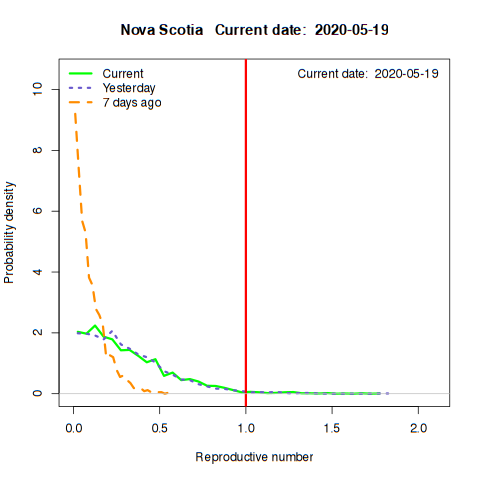 Nova Scotia   Current date:  2020-05-19
Current date:  2020-05-19
Current
Yesterday
7 days ago
Probability density
10
8
6
4
2
0
0.0 0.5 1.0 1.5 2.0
Reproductive number